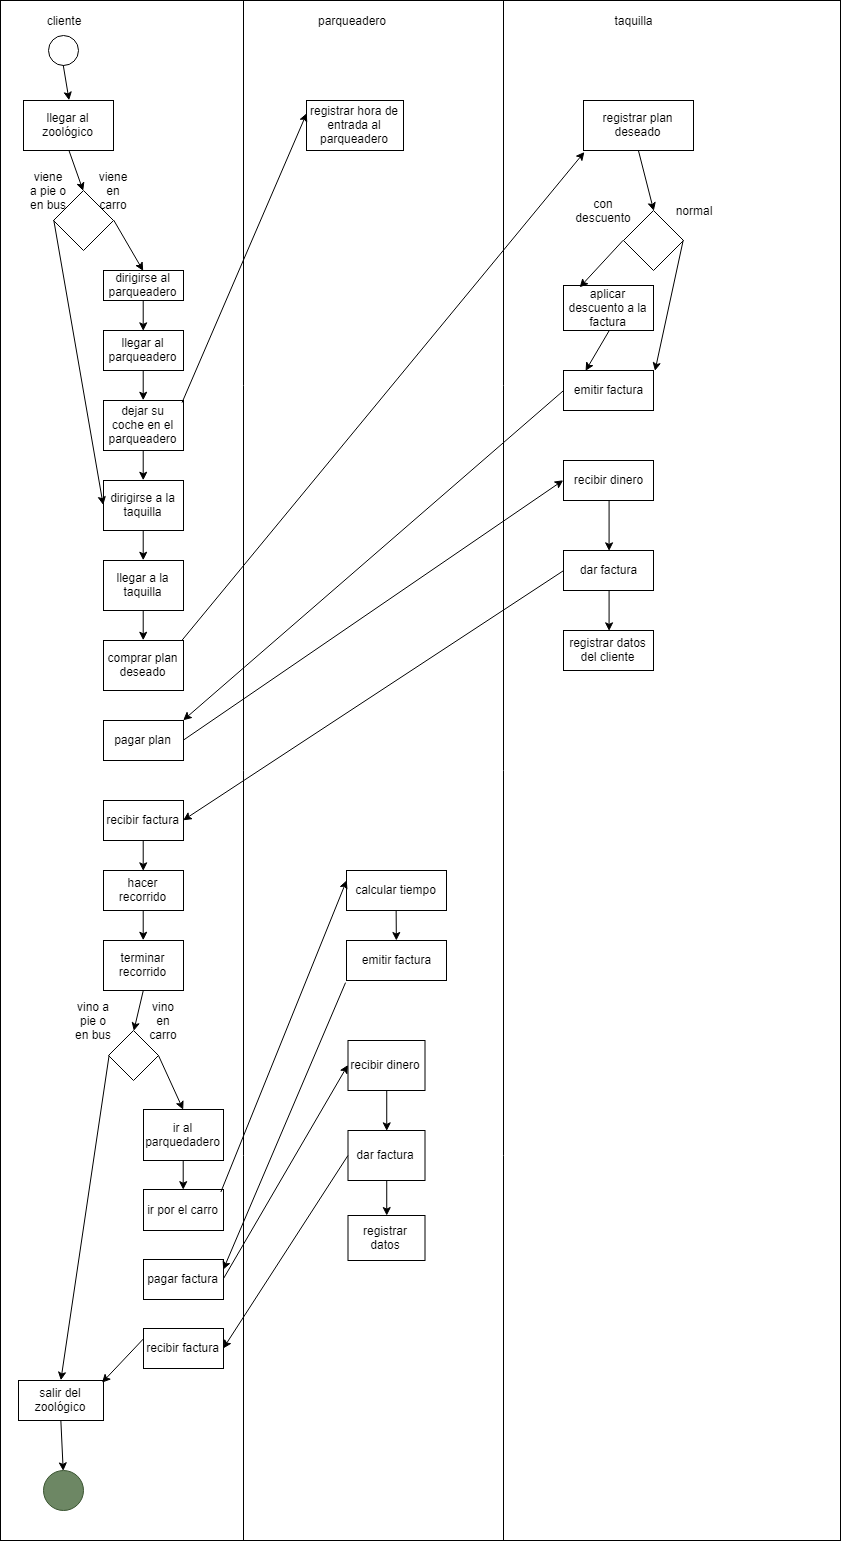 cliente
parqueadero
taquilla
llegar al
zoológico
registrar hora de
entrada al
parqueadero
registrar plan
deseado
viene
a pie o
en bus
viene
en
carro
con
descuento
normal
dirigirse al
parqueadero
aplicar
descuento a la
factura
llegar al
parqueadero
emitir factura
dejar su
coche en el
parqueadero
recibir dinero
dirigirse a la
taquilla
dar factura
llegar a la
taquilla
registrar datos
del cliente
comprar plan
deseado
pagar plan
recibir factura
hacer
recorrido
calcular tiempo
terminar
recorrido
emitir factura
vino a
pie o
en bus
vino
en
carro
recibir dinero
ir al
parquedadero
dar factura
ir por el carro
registrar
datos
pagar factura
recibir factura
salir del
zoológico